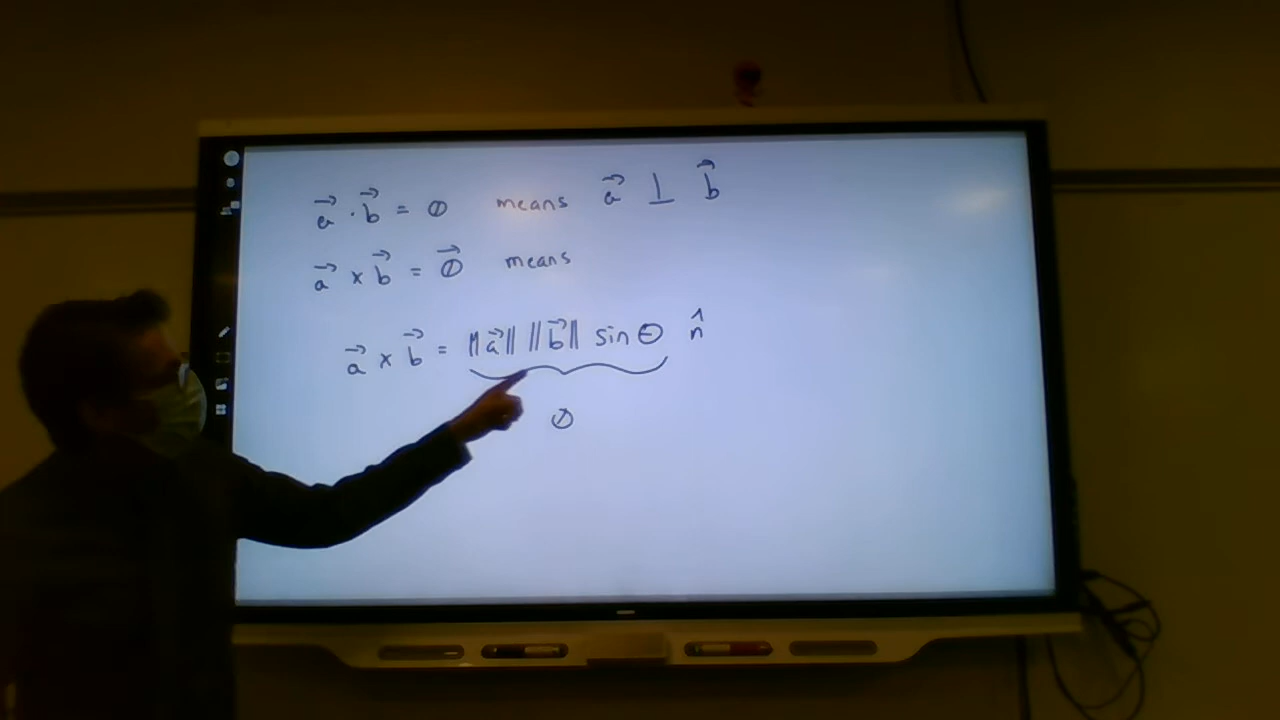 a⃗ · b⃗ = 0 means a⃗ ⊥ b⃗
a⃗ × b⃗ = 0⃗ means
a⃗ × b⃗ = ‖a⃗‖ ‖b⃗‖ sin θ n̂
0